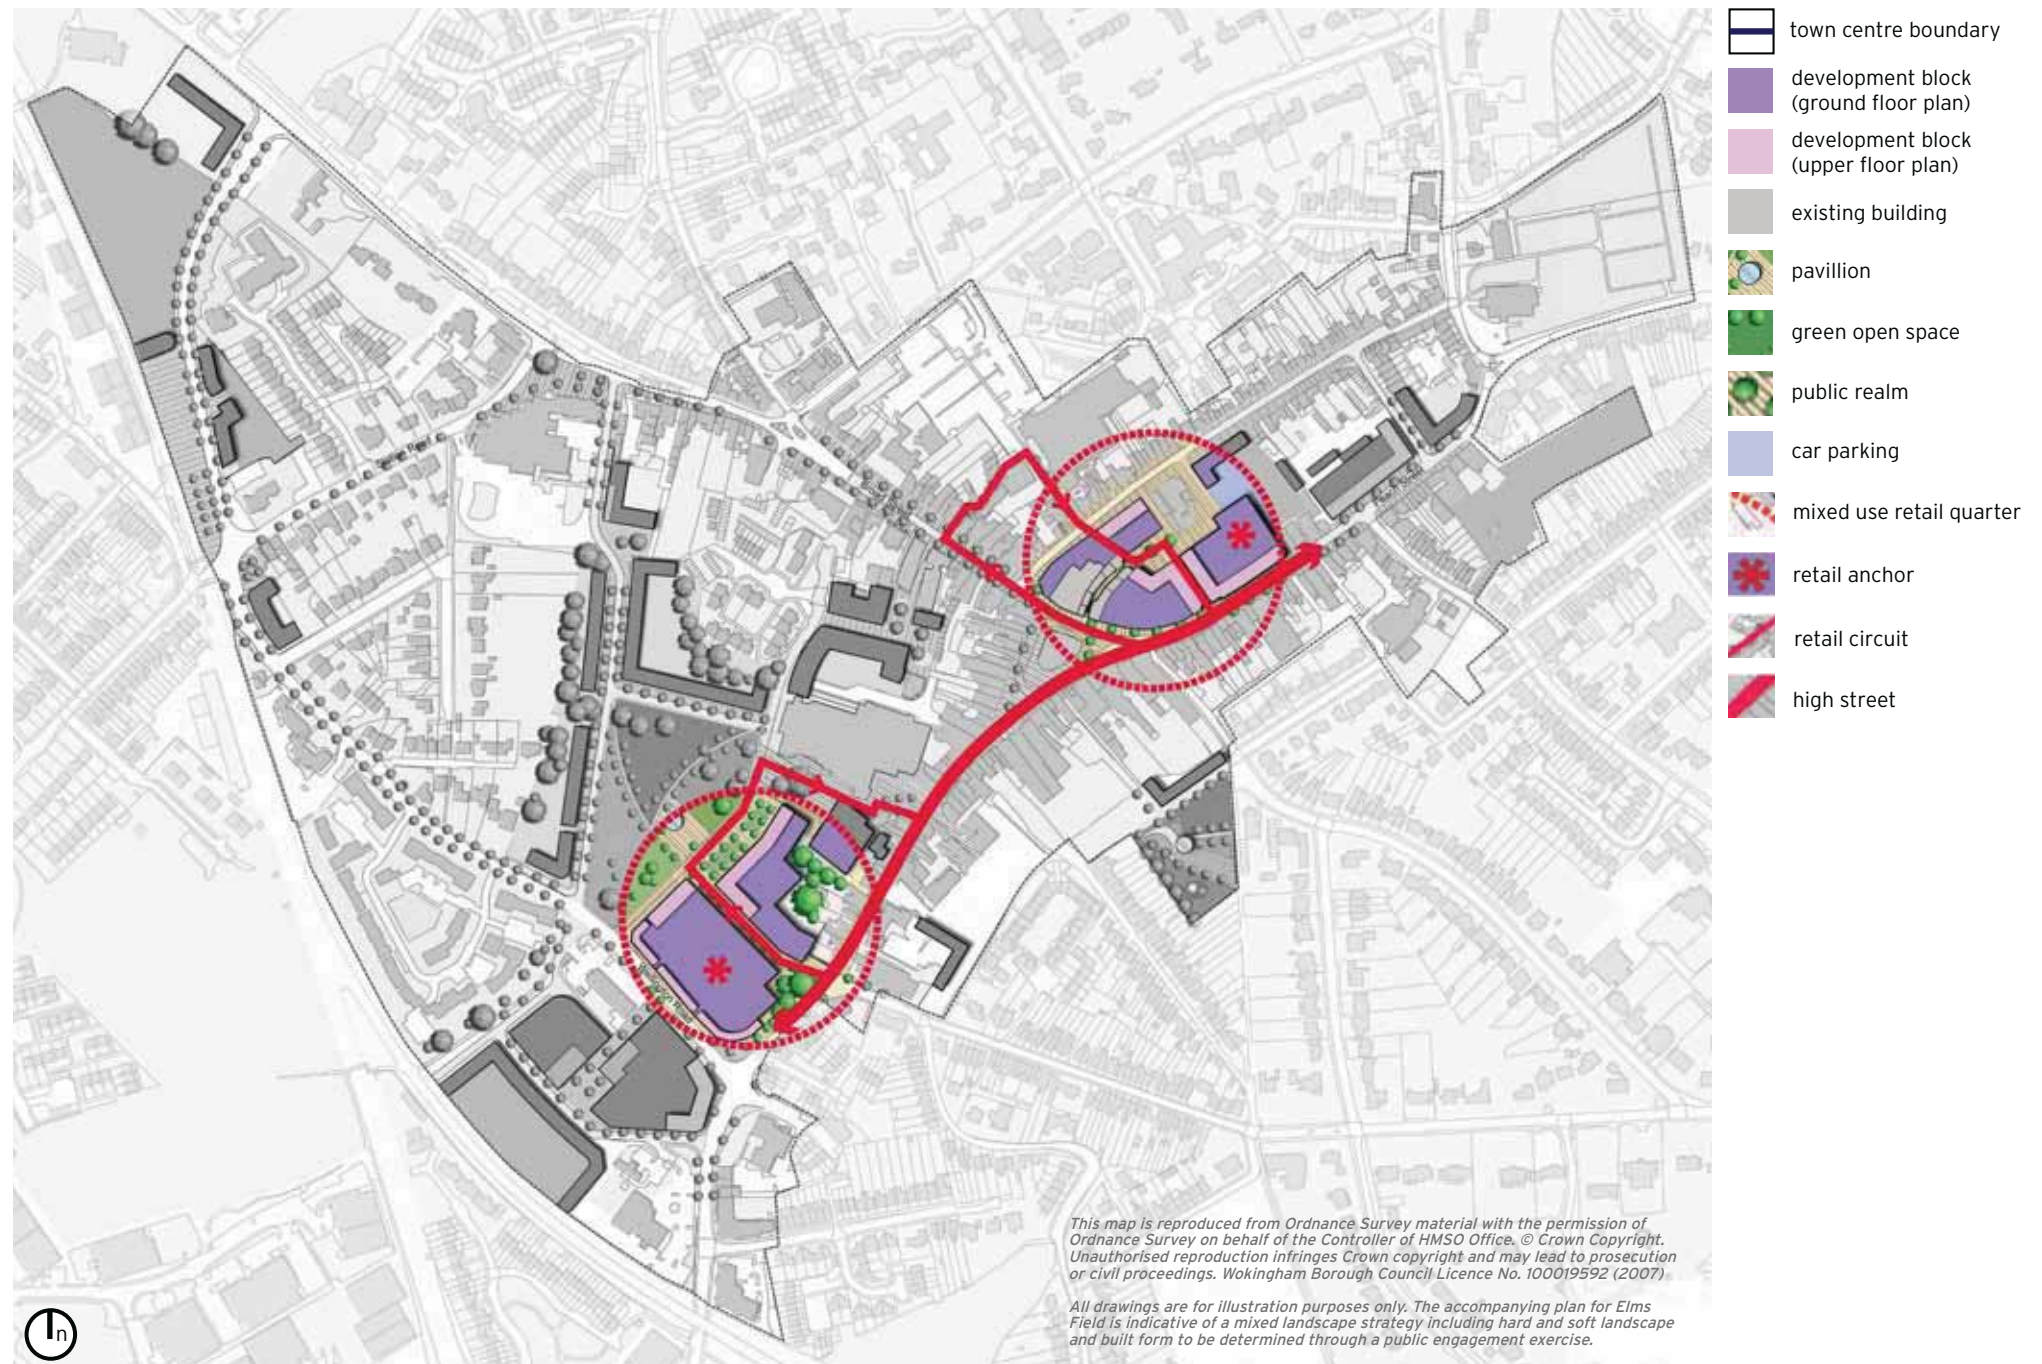 town centre boundary
development block
(ground floor plan)
development block
(upper floor plan)
existing building
pavillion
green open space
public realm
car parking
mixed use retail quarter
retail anchor
retail circuit
high street
This map is reproduced from Ordnance Survey material with the permission of
Ordnance Survey on behalf of the Controller of HMSO Office. © Crown Copyright.
Unauthorised reproduction infringes Crown copyright and may lead to prosecution
or civil proceedings. Wokingham Borough Council Licence No. 100019592 (2007)
All drawings are for illustration purposes only. The accompanying plan for Elms
Field is indicative of a mixed landscape strategy including hard and soft landscape
and built form to be determined through a public engagement exercise.
n